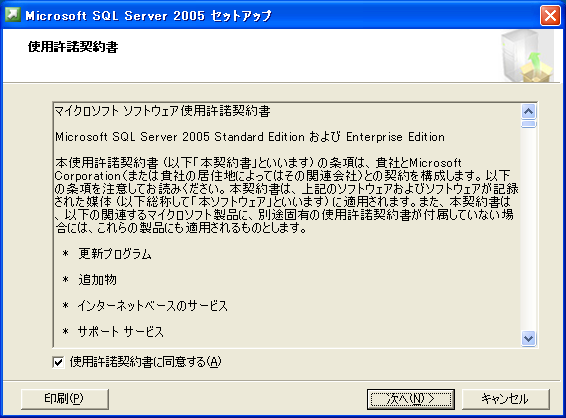 Microsoft SQL Server 2005 セットアップ
使用許諾契約書
マイクロソフト ソフトウェア使用許諾契約書
Microsoft SQL Server 2005 Standard Edition および Enterprise Edition
本使用許諾契約書 (以下「本契約書」といいます) の条項は、貴社とMicrosoft
Corporation(または貴社の居住地によってはその関連会社)との契約を構成します。以下
の条項を注意してお読みください。本契約書は、上記のソフトウェアおよびソフトウェアが記録
された媒体 (以下総称して「本ソフトウェア」といいます) に適用されます。また、本契約書
は、以下の関連するマイクロソフト製品に、別途固有の使用許諾契約書が付属していない場
合には、これらの製品にも適用されるものとします。
* 更新プログラム
* 追加物
* インターネットベースのサービス
* サポート サービス
使用許諾契約書に同意する(A)
印刷(P)
次へ(N) >
キャンセル